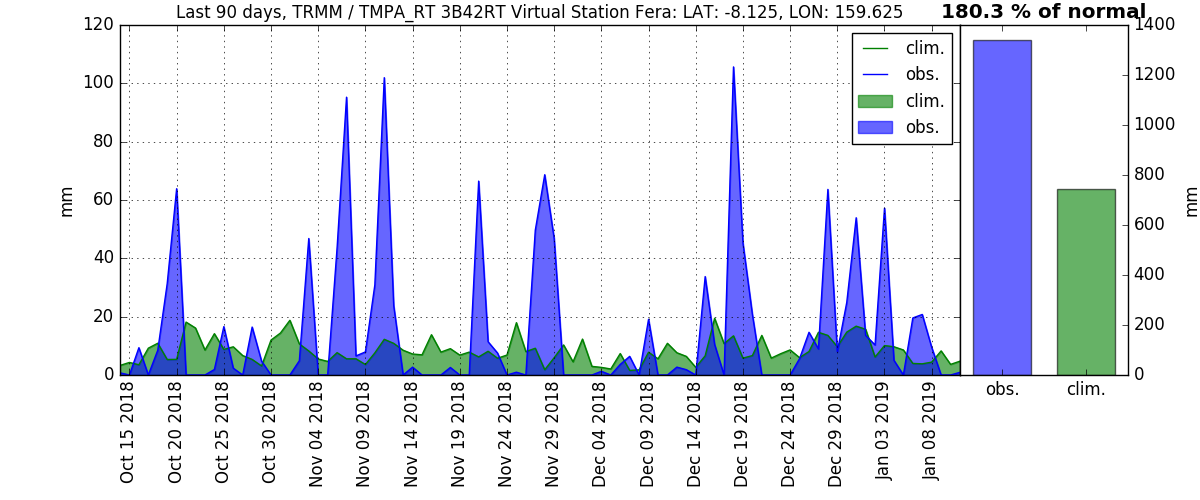 Last 90 days, TRMM / TMPA_RT 3B42RT Virtual Station Fera: LAT: -8.125, LON: 159.625
180.3 % of normal
120
100
80
60
40
20
0
mm
clim.
obs.
clim.
obs.
1400
1200
1000
800
600
400
200
0
mm
obs.
clim.
Oct 15 2018
Oct 20 2018
Oct 25 2018
Oct 30 2018
Nov 04 2018
Nov 09 2018
Nov 14 2018
Nov 19 2018
Nov 24 2018
Nov 29 2018
Dec 04 2018
Dec 09 2018
Dec 14 2018
Dec 19 2018
Dec 24 2018
Dec 29 2018
Jan 03 2019
Jan 08 2019